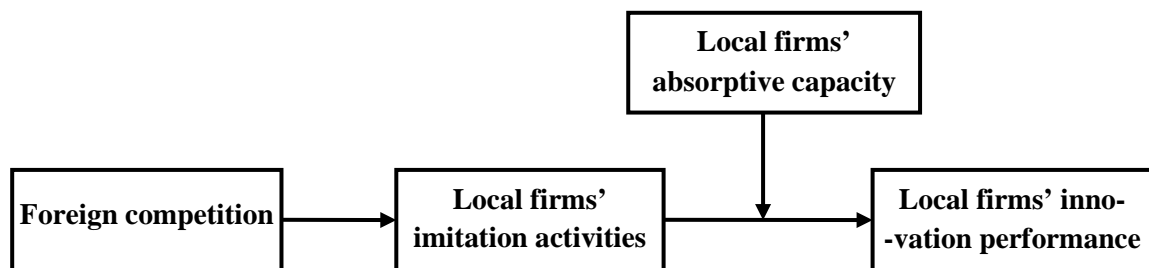 Local firms'
absorptive capacity
Foreign competition
Local firms'
imitation activities
Local firms' inno-
-vation performance